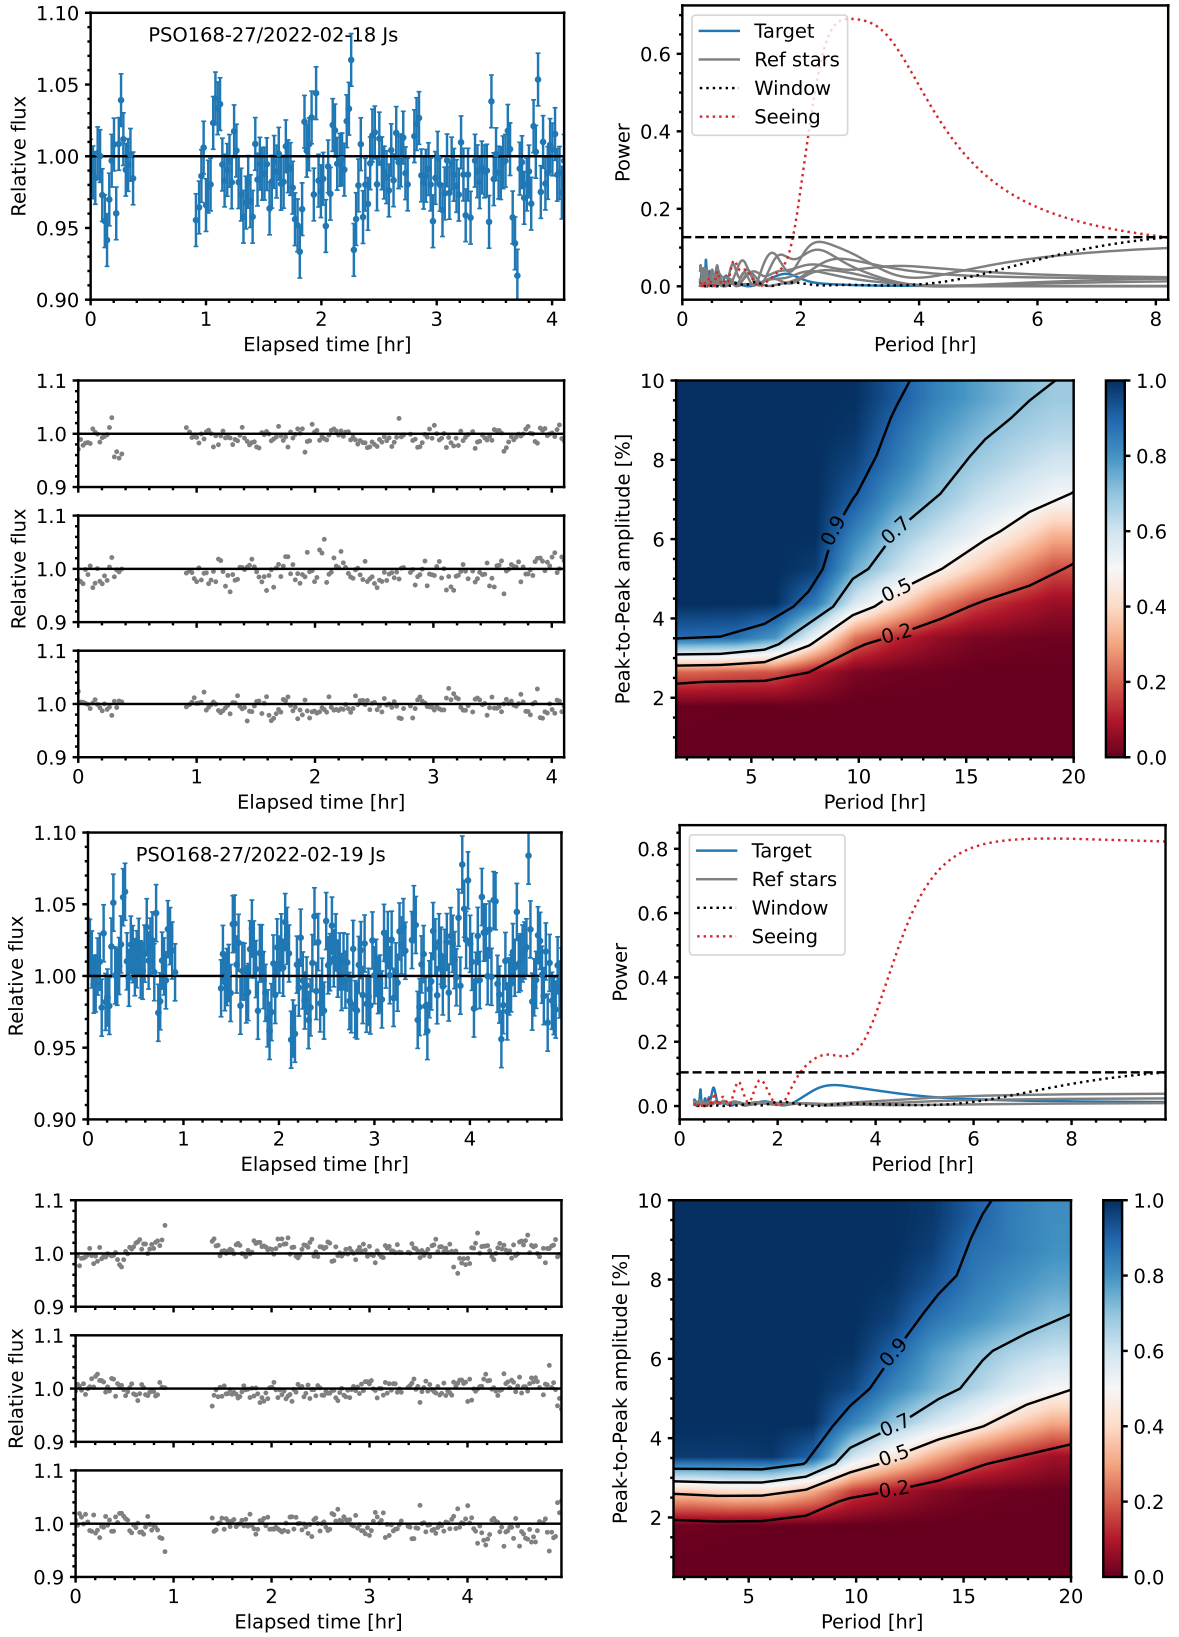 PSO168-27/2022-02-18 Js
Relative flux
1.10
1.05
1.00
0.95
0.90
0 1 2 3 4
Elapsed time [hr]
Target
Ref stars
Window
Seeing
Power
0.6
0.4
0.2
0.0
0 2 4 6 8
Period [hr]
Relative flux
1.1
1.0
0.9
1.1
1.0
0.9
1.1
1.0
0.9
0 1 2 3 4
Elapsed time [hr]
Peak-to-Peak amplitude [%]
10
8
6
4
2
0.9
0.7
0.5
0.2
5 10 15 20
Period [hr]
1.0
0.8
0.6
0.4
0.2
0.0
PSO168-27/2022-02-19 Js
Relative flux
1.10
1.05
1.00
0.95
0.90
0 1 2 3 4
Elapsed time [hr]
Target
Ref stars
Window
Seeing
Power
0.8
0.6
0.4
0.2
0.0
0 2 4 6 8
Period [hr]
Relative flux
1.1
1.0
0.9
1.1
1.0
0.9
1.1
1.0
0.9
0 1 2 3 4
Elapsed time [hr]
Peak-to-Peak amplitude [%]
10
8
6
4
2
0.9
0.7
0.5
0.2
5 10 15 20
Period [hr]
1.0
0.8
0.6
0.4
0.2
0.0